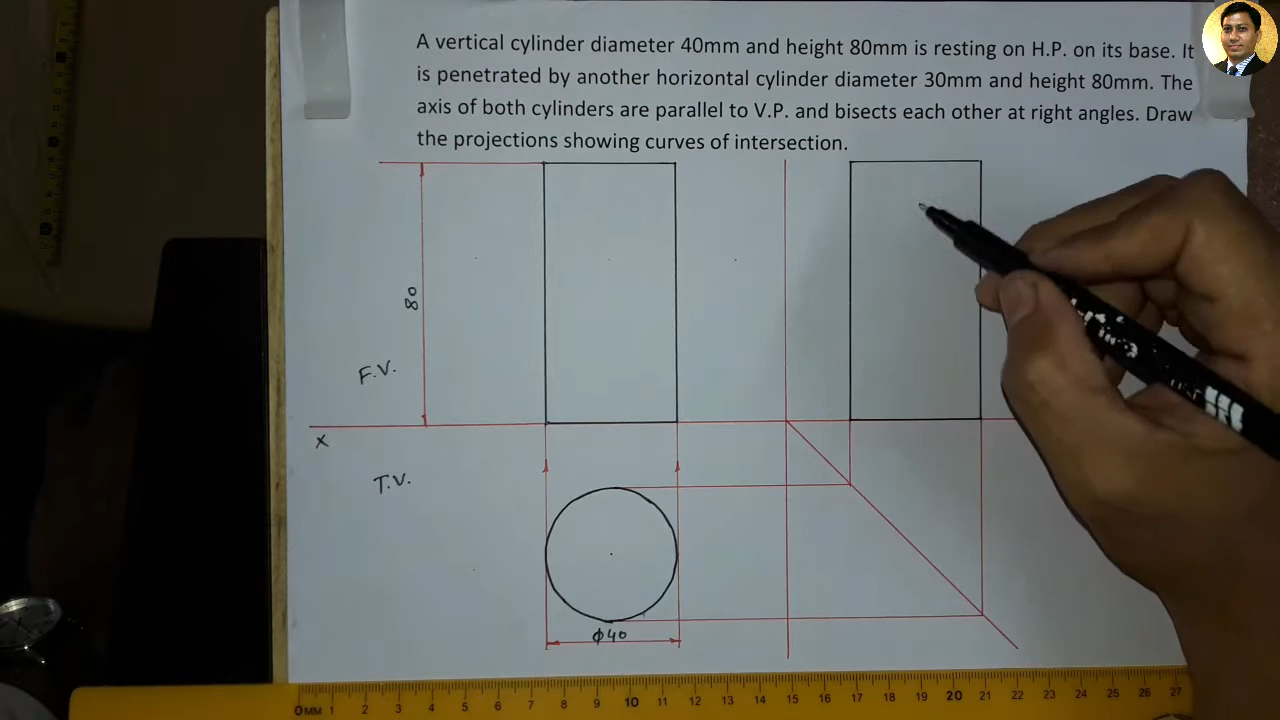 A vertical cylinder diameter 40mm and height 80mm is resting on H.P. on its base. It
is penetrated by another horizontal cylinder diameter 30mm and height 80mm. The
axis of both cylinders are parallel to V.P. and bisects each other at right angles. Draw
the projections showing curves of intersection.
80
F.V.
X
T.V.
ϕ40
0MM 1 2 3 4 5 6 7 8 9 10 11 12 13 14 15 16 17 18 19 20 21 22 23 24 25 26 27